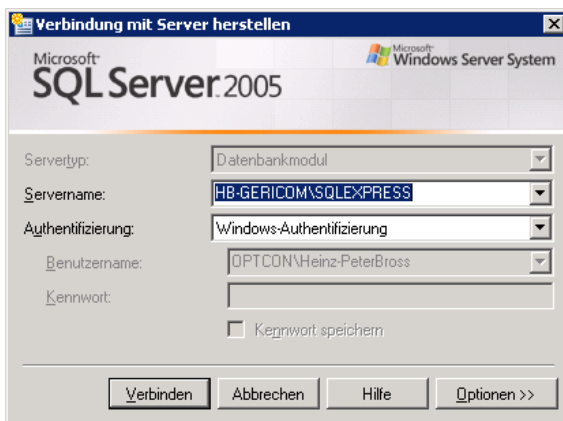 Verbindung mit Server herstellen
Microsoft
SQL Server 2005
Microsoft
Windows Server System
Servertyp:
Datenbankmodul
Servername:
HB-GERICOM\SQLEXPRESS
Authentifizierung:
Windows-Authentifizierung
Benutzername:
OPTCON\Heinz-PeterBross
Kennwort:
Kennwort speichern
Verbinden
Abbrechen
Hilfe
Optionen >>